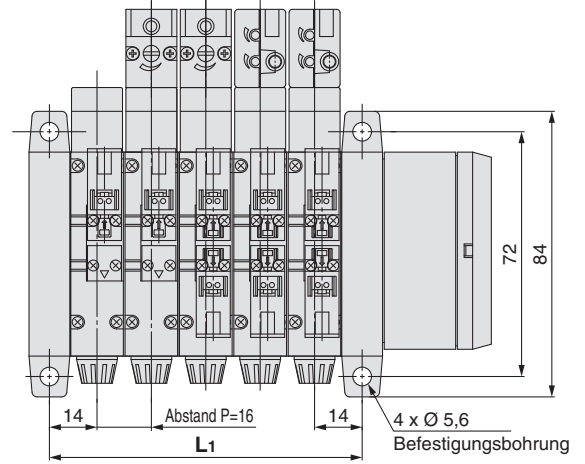 72
84
14
Abstand P=16
14
L1
4 x Ø 5,6
Befestigungsbohrung